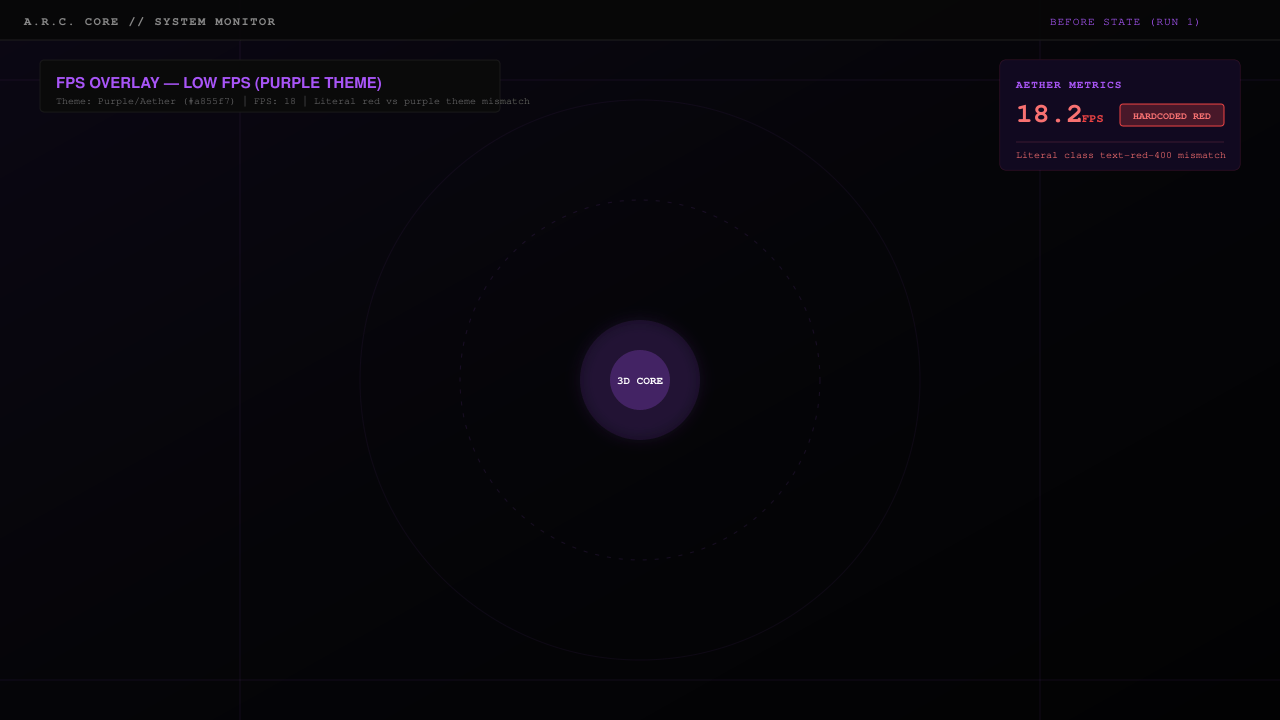 A.R.C. CORE // SYSTEM MONITOR
BEFORE STATE (RUN 1)
FPS OVERLAY — LOW FPS (PURPLE THEME)
Theme: Purple/Aether (#a855f7) | FPS: 18 | Literal red vs purple theme mismatch
AETHER METRICS
18.2FPS
HARDCODED RED
Literal class text-red-400 mismatch
3D CORE